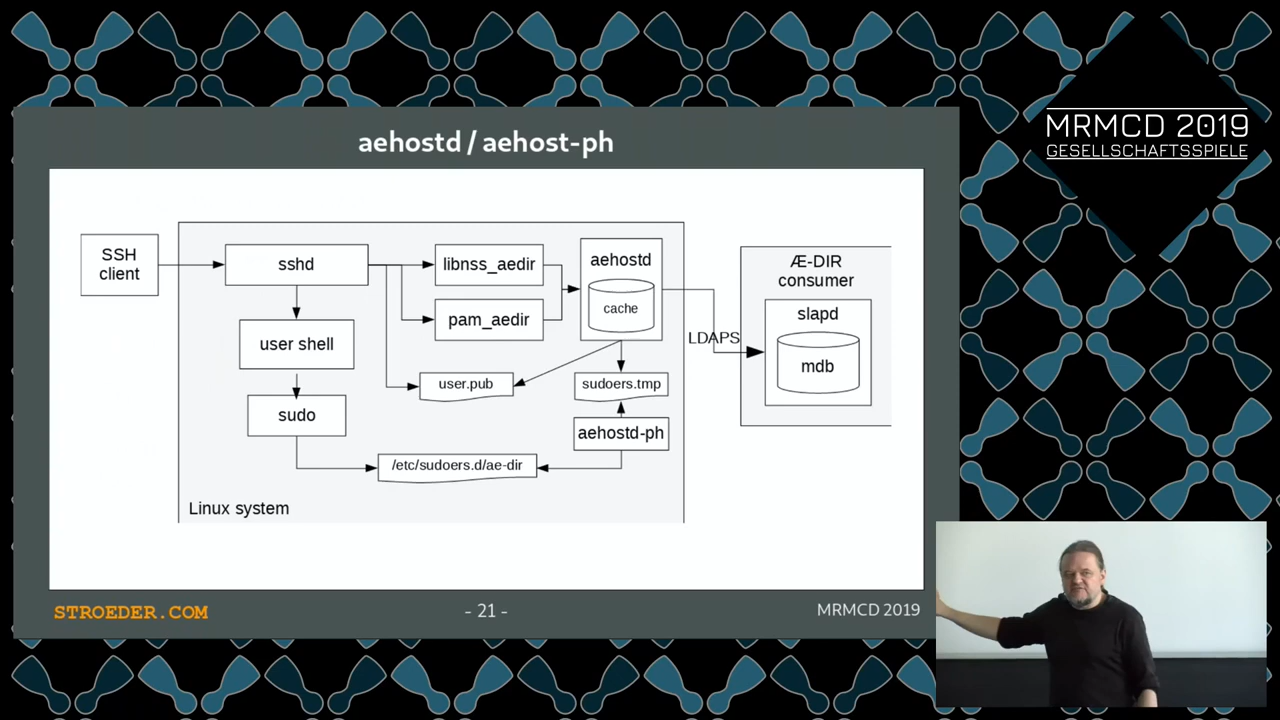 MRMCD 2019
GESELLSCHAFTSSPIELE
aehostd / aehost-ph
SSH
client
sshd
user shell
sudo
libnss_aedir
pam_aedir
aehostd
cache
user.pub
sudoers.tmp
aehostd-ph
/etc/sudoers.d/ae-dir
Linux system
LDAPS
Æ-DIR
consumer
slapd
mdb
STROEDER.COM
- 21 -
MRMCD 2019